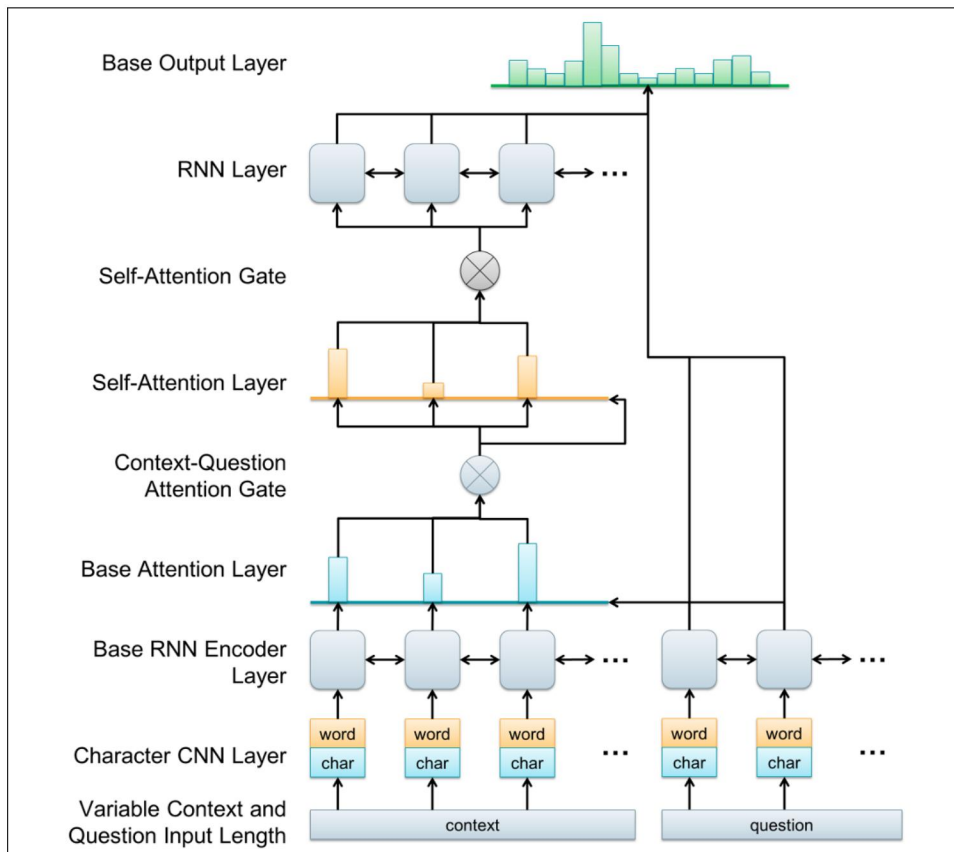 Base Output Layer
RNN Layer
...
Self-Attention Gate
Self-Attention Layer
Context-Question
Attention Gate
Base Attention Layer
Base RNN Encoder
Layer
... ...
word word word word word
Character CNN Layer
char char char ... char char ...
Variable Context and
Question Input Length
context question